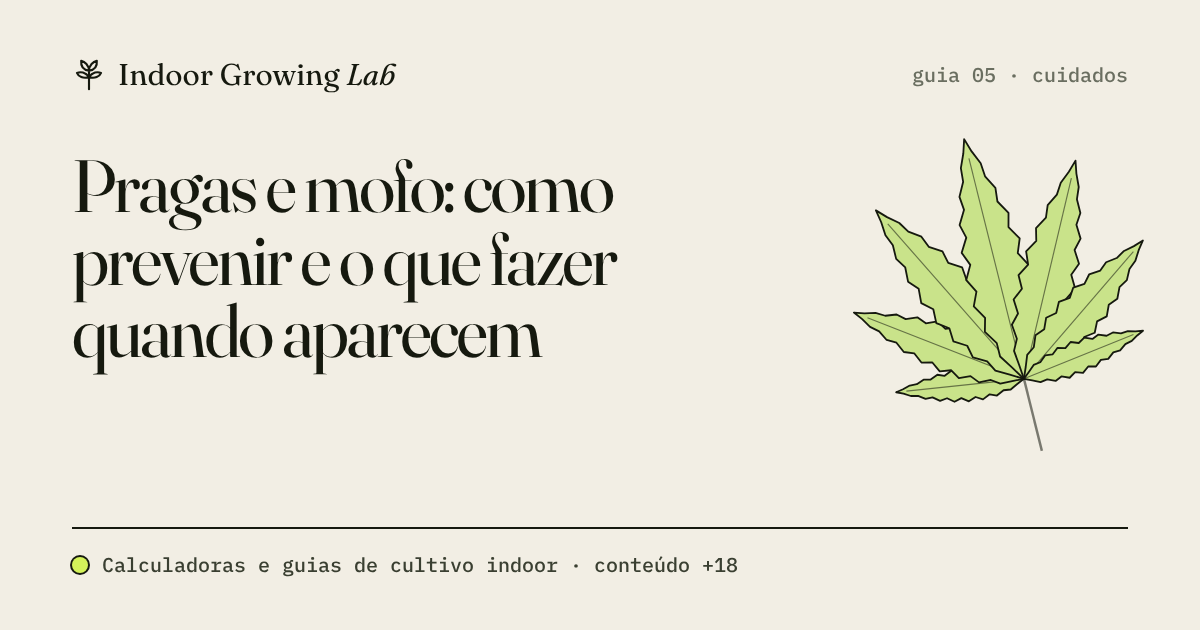 Indoor Growing Lab
guia 05 · cuidados
Pragas e mofo: como
prevenir e o que fazer
quando aparecem
Calculadoras e guias de cultivo indoor · conteúdo +18